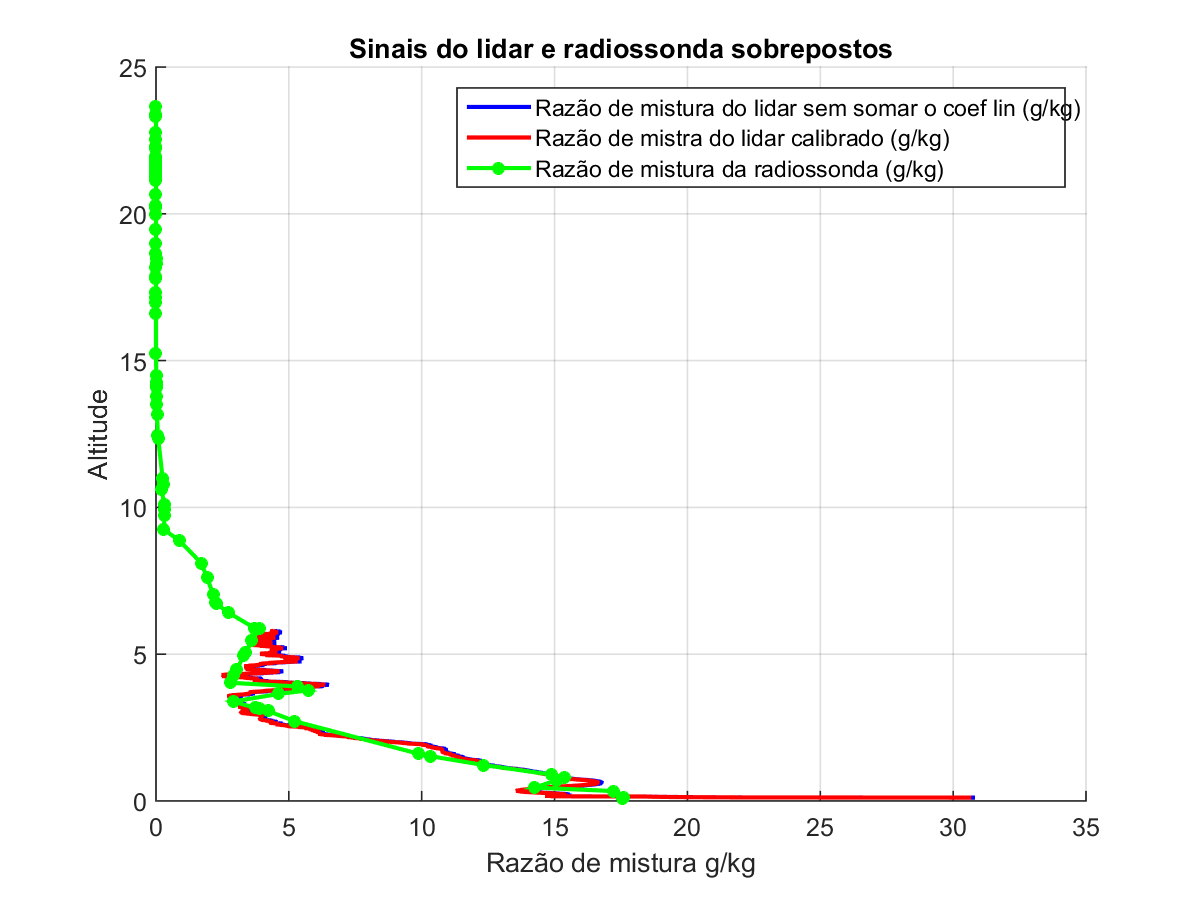 Sinais do lidar e radiossonda sobrepostos
25
Razão de mistura do lidar sem somar o coef lin (g/kg)
Razão de mistra do lidar calibrado (g/kg)
Razão de mistura da radiossonda (g/kg)
20
15
Altitude
10
5
0
0 5 10 15 20 25 30 35
Razão de mistura g/kg